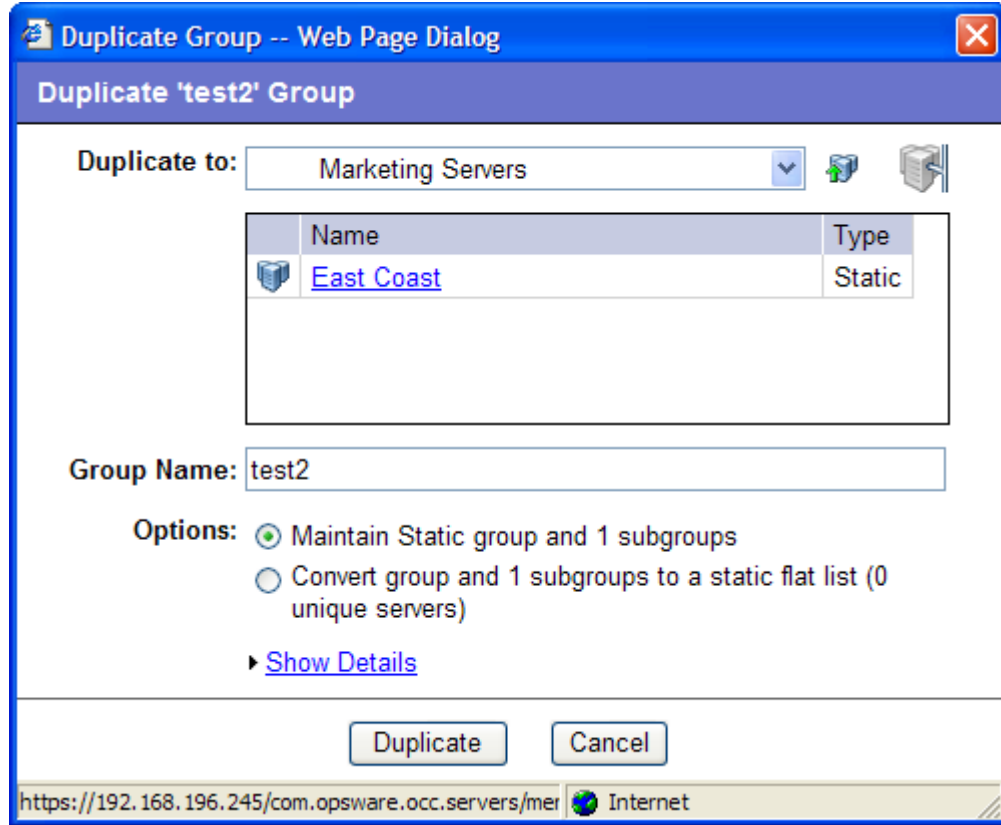 Duplicate Group -- Web Page Dialog
Duplicate 'test2' Group
Duplicate to: Marketing Servers
Name Type
East Coast Static
Group Name: test2
Options: Maintain Static group and 1 subgroups
Convert group and 1 subgroups to a static flat list (0
unique servers)
Show Details
Duplicate Cancel
https://192.168.196.245/com.opsware.occ.servers/mer Internet